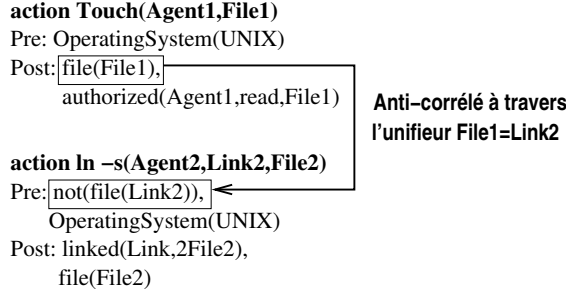 action Touch(Agent1,File1)
Pre: OperatingSystem(UNIX)
Post: file(File1),
authorized(Agent1,read,File1)
Anti−corrélé à travers
l'unifieur File1=Link2
action ln −s(Agent2,Link2,File2)
Pre: not(file(Link2)),
OperatingSystem(UNIX)
Post: linked(Link,2File2),
file(File2)